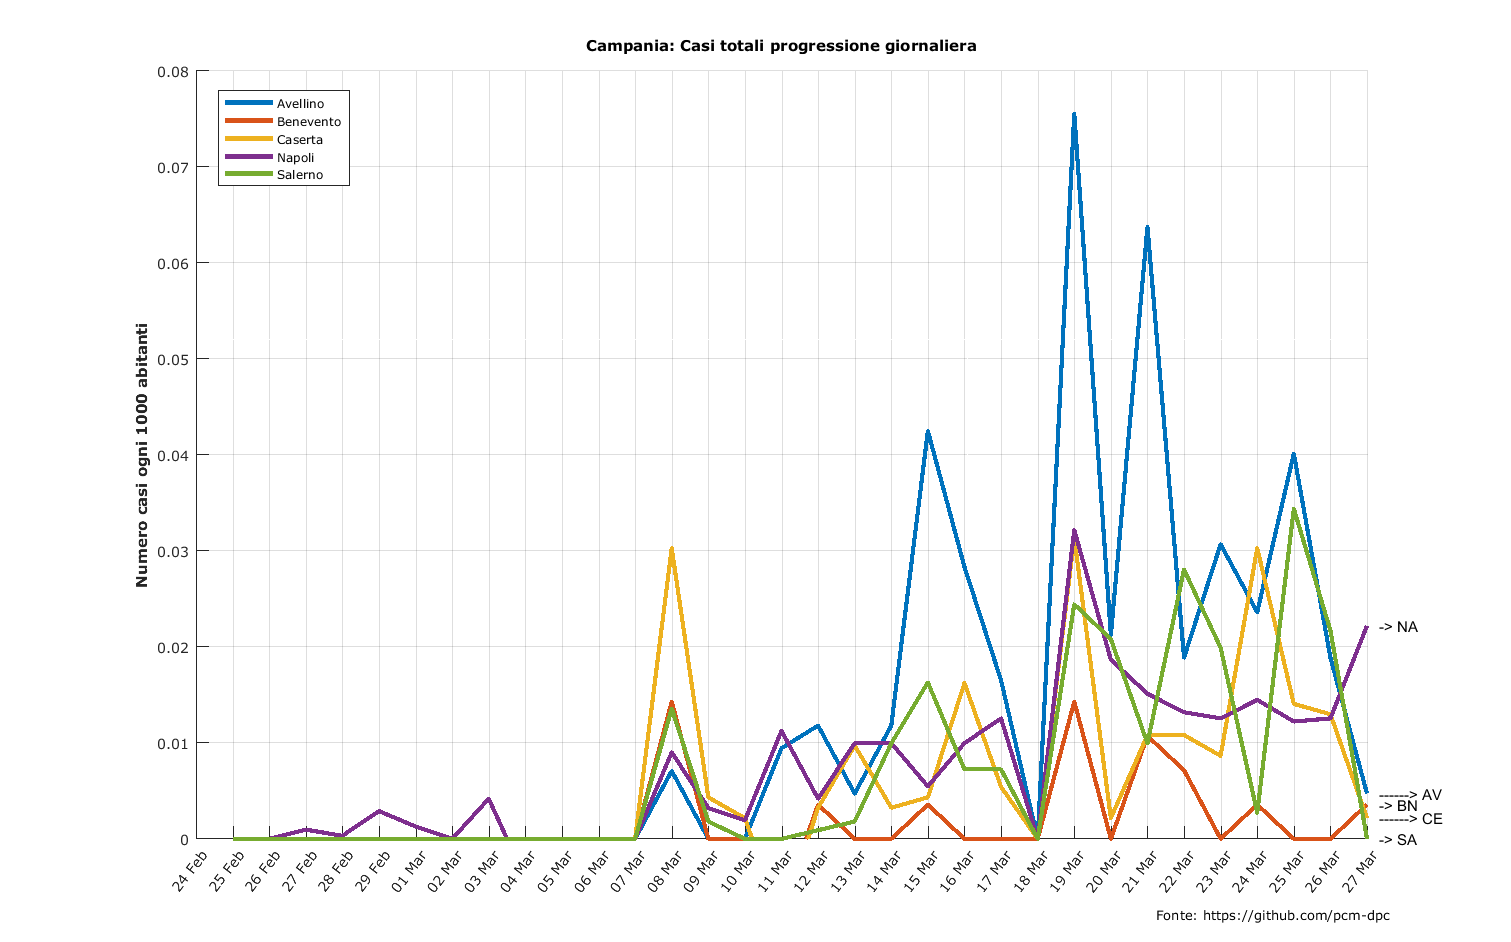 Campania: Casi totali progressione giornaliera
Numero casi ogni 1000 abitanti
0.08
0.07
0.06
0.05
0.04
0.03
0.02
0.01
0
Avellino
Benevento
Caserta
Napoli
Salerno
-> NA
------> AV
-> BN
------> CE
-> SA
24 Feb
25 Feb
26 Feb
27 Feb
28 Feb
29 Feb
01 Mar
02 Mar
03 Mar
04 Mar
05 Mar
06 Mar
07 Mar
08 Mar
09 Mar
10 Mar
11 Mar
12 Mar
13 Mar
14 Mar
15 Mar
16 Mar
17 Mar
18 Mar
19 Mar
20 Mar
21 Mar
22 Mar
23 Mar
24 Mar
25 Mar
26 Mar
27 Mar
Fonte: https://github.com/pcm-dpc